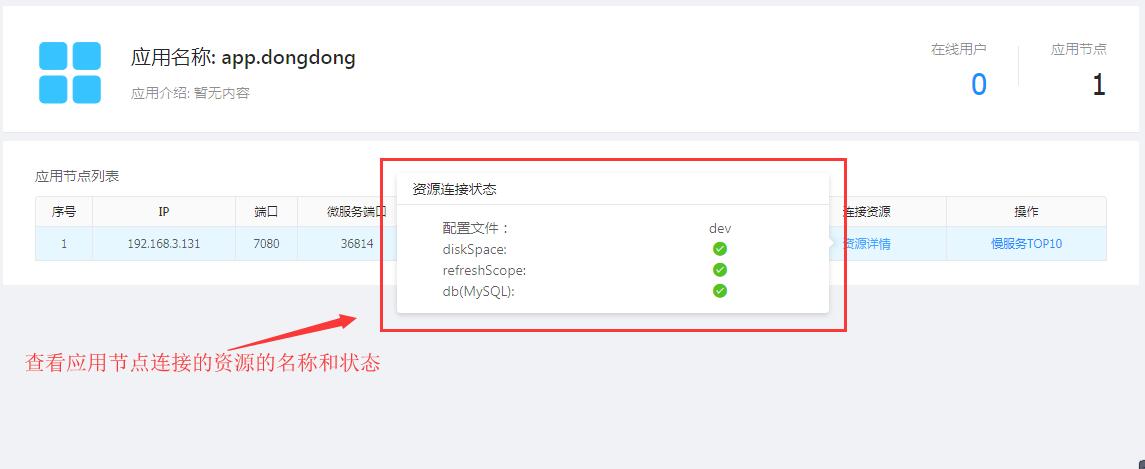 应用名称: app.dongdong
应用介绍: 暂无内容
在线用户 应用节点
0 1
应用节点列表
序号 IP 端口 微服务端口 连接资源 操作
1 192.168.3.131 7080 36814 资源详情 慢服务TOP10
资源连接状态
配置文件： dev
diskSpace:
refreshScope:
db(MySQL):
查看应用节点连接的资源的名称和状态